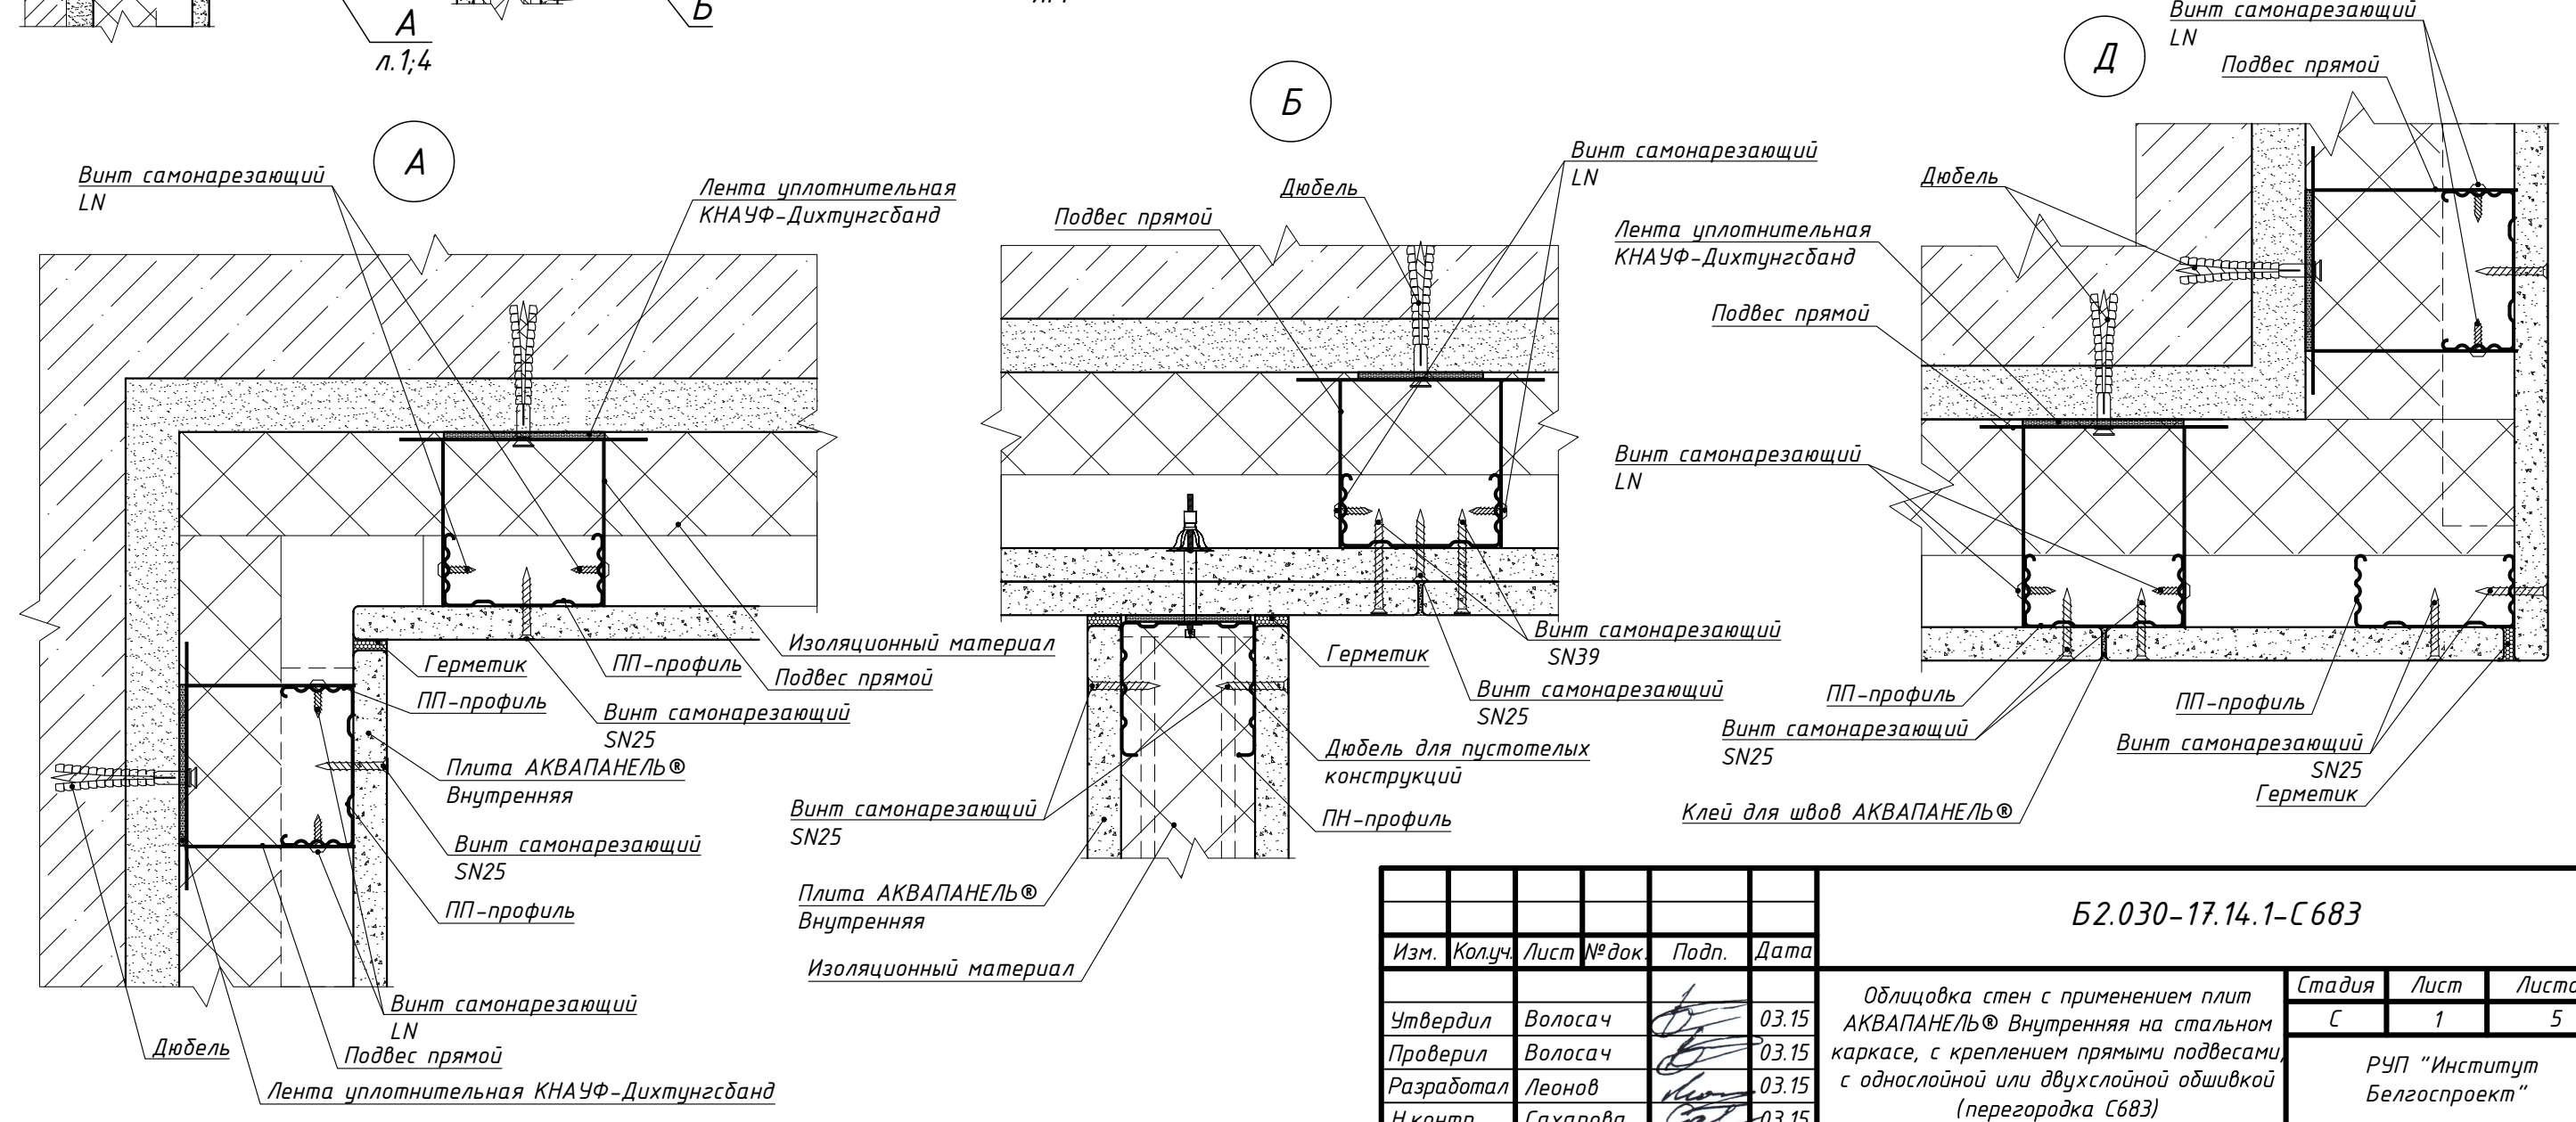 А
л.1;4
Б
А
Винт самонарезающий
LN
Лента уплотнительная
КНАУФ-Дихтунгсбанд
Изоляционный материал
Подвес прямой
Герметик
ПП-профиль
ПП-профиль
Винт самонарезающий
SN25
Плита АКВАПАНЕЛЬ®
Внутренняя
Винт самонарезающий
SN25
ПП-профиль
Винт самонарезающий
LN
Подвес прямой
Дюбель
Лента уплотнительная КНАУФ-Дихтунгсбанд
Б
Подвес прямой
Дюбель
Винт самонарезающий
LN
Герметик
Винт самонарезающий
SN39
Винт самонарезающий
SN25
Дюбель для пустотелых
конструкций
ПН-профиль
Винт самонарезающий
SN25
Плита АКВАПАНЕЛЬ®
Внутренняя
Изоляционный материал
Д
Винт самонарезающий
LN
Подвес прямой
Дюбель
Лента уплотнительная
КНАУФ-Дихтунгсбанд
Подвес прямой
Винт самонарезающий
LN
ПП-профиль
Винт самонарезающий
SN25
Клей для швов АКВАПАНЕЛЬ®
ПП-профиль
Винт самонарезающий
SN25
Герметик
Б2.030-17.14.1-С683
Изм. Кол.уч. Лист №док. Подп. Дата
Утвердил Волосач 03.15
Проверил Волосач 03.15
Разработал Леонов 03.15
Н.контр. Сахарова 03.15
Облицовка стен с применением плит
АКВАПАНЕЛЬ® Внутренняя на стальном
каркасе, с креплением прямыми подвесами,
с однослойной или двухслойной обшивкой
(перегородка С683)
Стадия Лист
С 1 5
РУП "Институт
Белгоспроект"